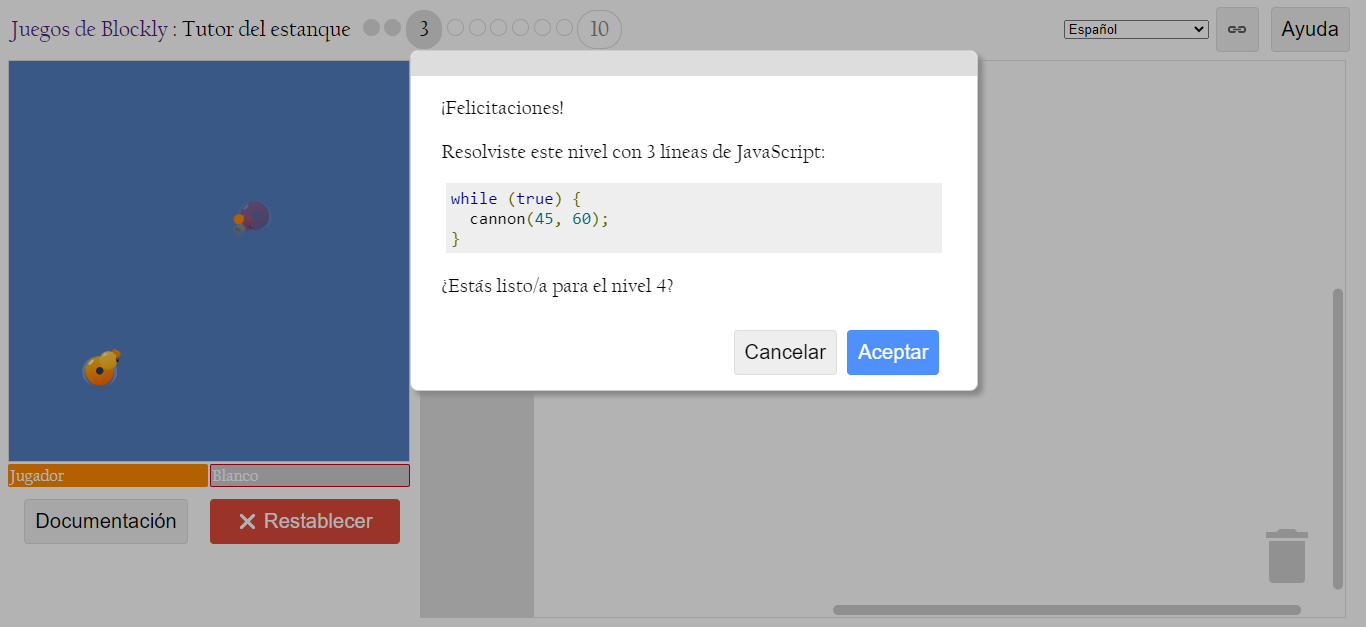 Juegos de Blockly : Tutor del estanque 3 10 Español Ayuda
¡Felicitaciones!
Resolviste este nivel con 3 líneas de JavaScript:
while (true) {
  cannon(45, 60);
}
¿Estás listo/a para el nivel 4?
Cancelar Aceptar
Jugador Blanco
Documentación Restablecer